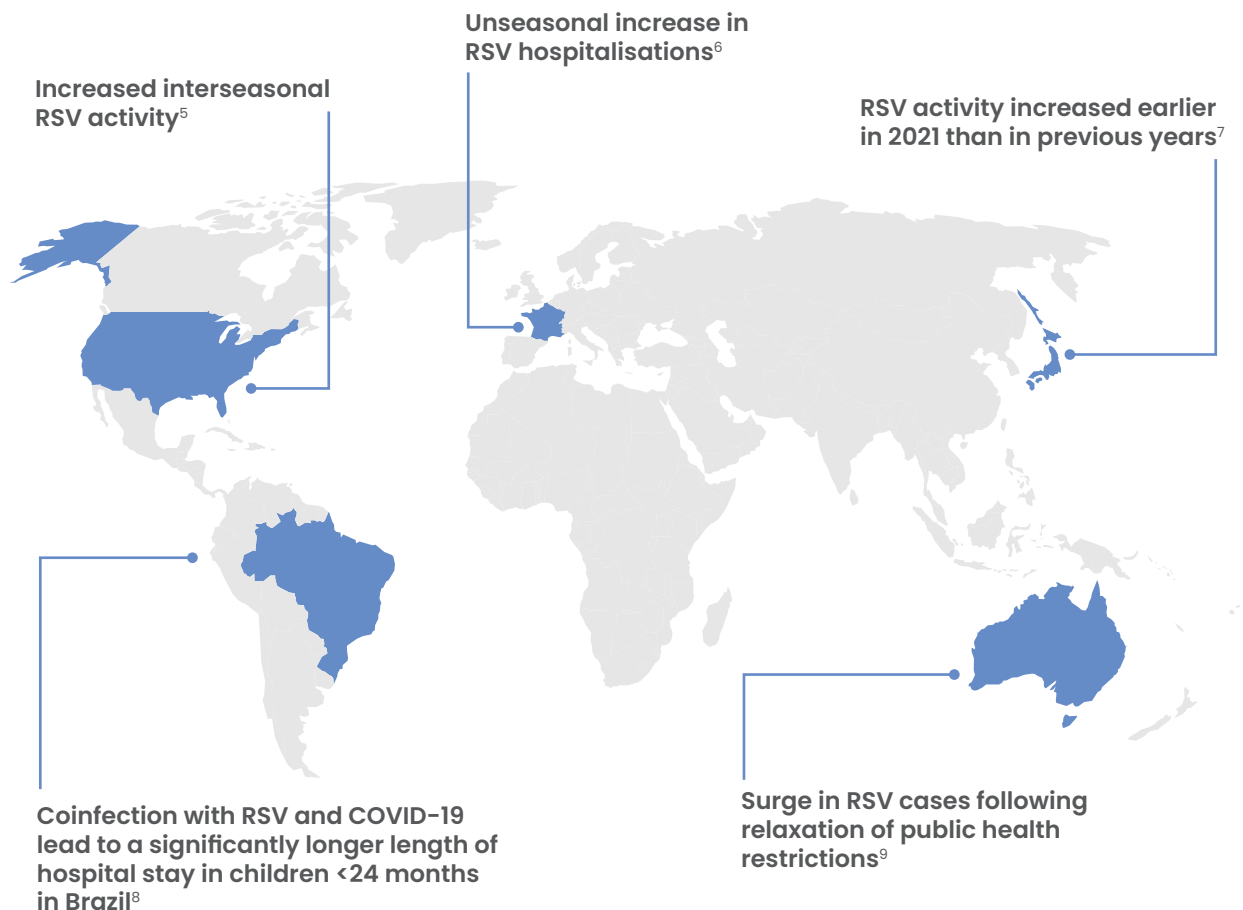 Unseasonal increase in
RSV hospitalisations⁶
Increased interseasonal
RSV activity⁵
RSV activity increased earlier
in 2021 than in previous years⁷
Coinfection with RSV and COVID-19
lead to a significantly longer length of
hospital stay in children <24 months
in Brazil⁸
Surge in RSV cases following
relaxation of public health
restrictions⁹